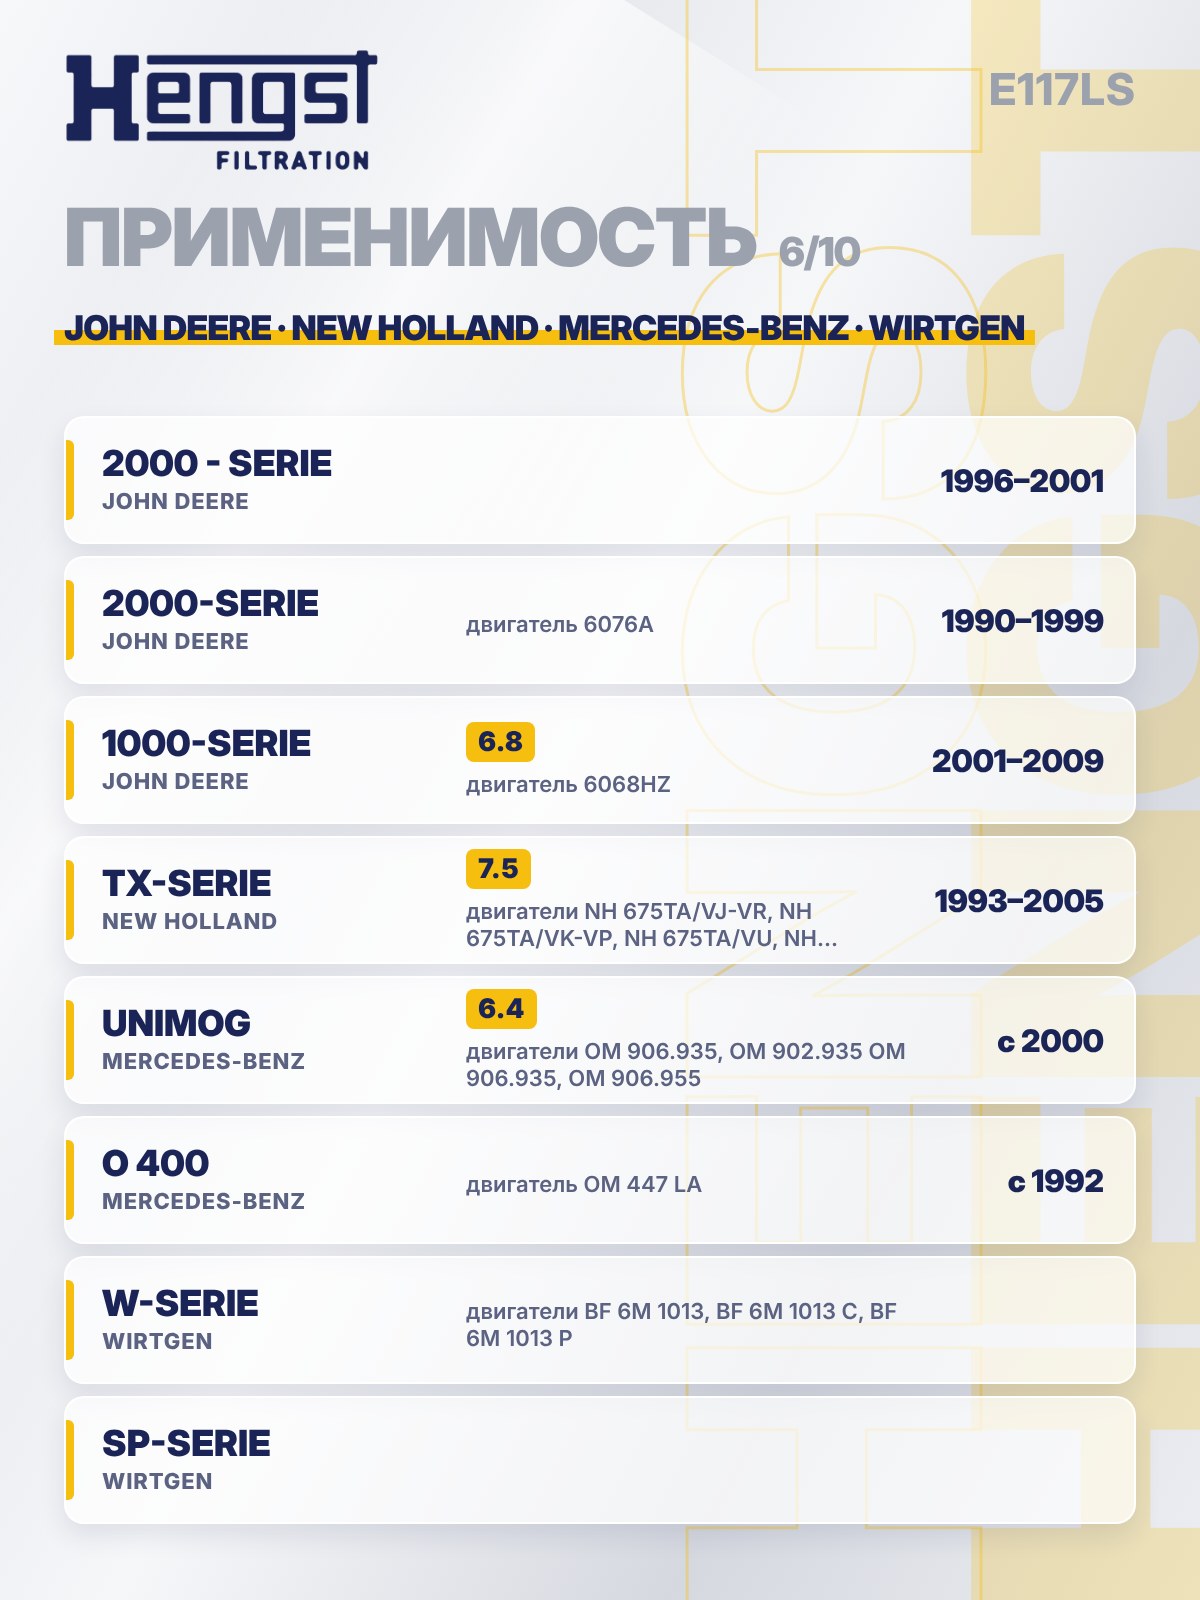 Hengst
FILTRATION
E117LS
ПРИМЕНИМОСТЬ 6/10
JOHN DEERE · NEW HOLLAND · MERCEDES-BENZ · WIRTGEN
2000 - SERIE
JOHN DEERE
1996–2001
2000-SERIE
JOHN DEERE
двигатель 6076A
1990–1999
1000-SERIE
JOHN DEERE
6.8
двигатель 6068HZ
2001–2009
TX-SERIE
NEW HOLLAND
7.5
двигатели NH 675TA/VJ-VR, NH
675TA/VK-VP, NH 675TA/VU, NH...
1993–2005
UNIMOG
MERCEDES-BENZ
6.4
двигатели OM 906.935, OM 902.935 OM
906.935, OM 906.955
с 2000
O 400
MERCEDES-BENZ
двигатель OM 447 LA
с 1992
W-SERIE
WIRTGEN
двигатели BF 6M 1013, BF 6M 1013 C, BF
6M 1013 P
SP-SERIE
WIRTGEN
HENGST
HENGST